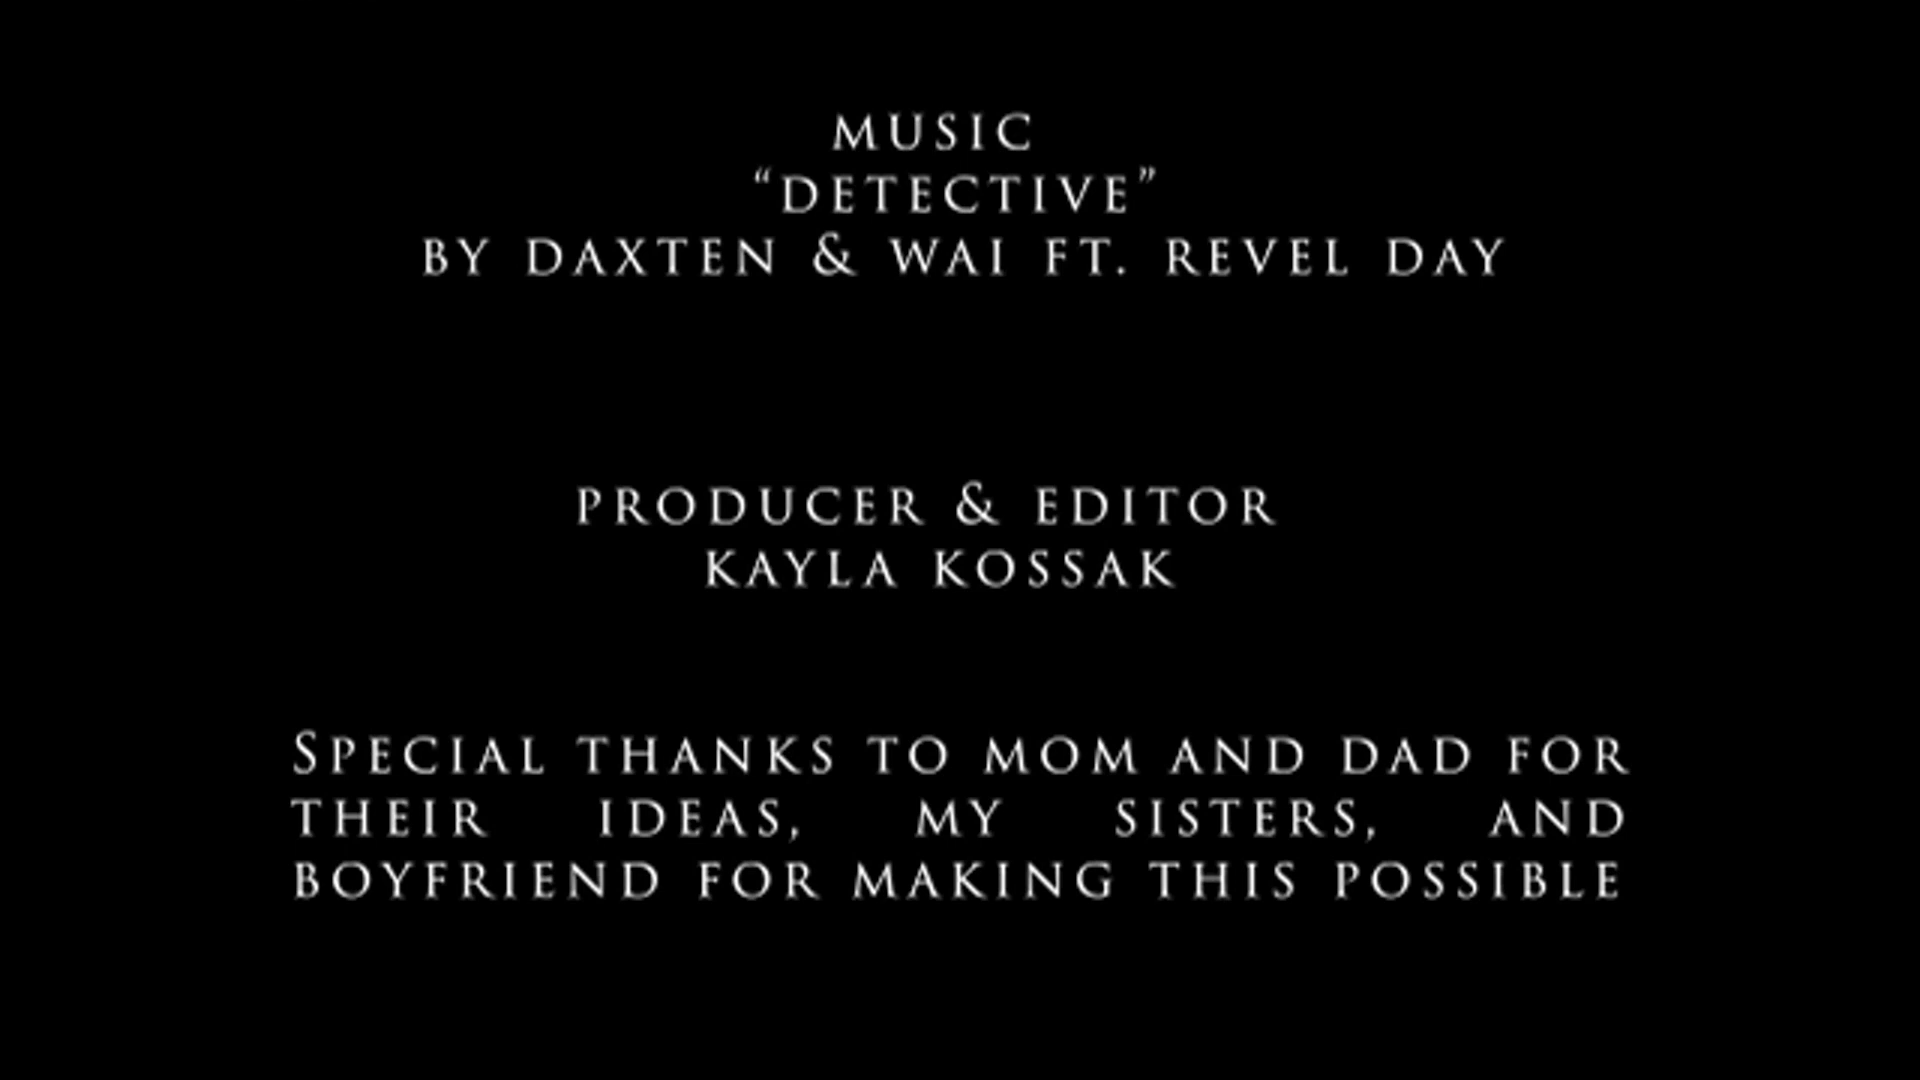 MUSIC
“DETECTIVE”
BY DAXTEN & WAI FT. REVEL DAY
PRODUCER & EDITOR
KAYLA KOSSAK
SPECIAL THANKS TO MOM AND DAD FOR
THEIR IDEAS, MY SISTERS, AND
BOYFRIEND FOR MAKING THIS POSSIBLE